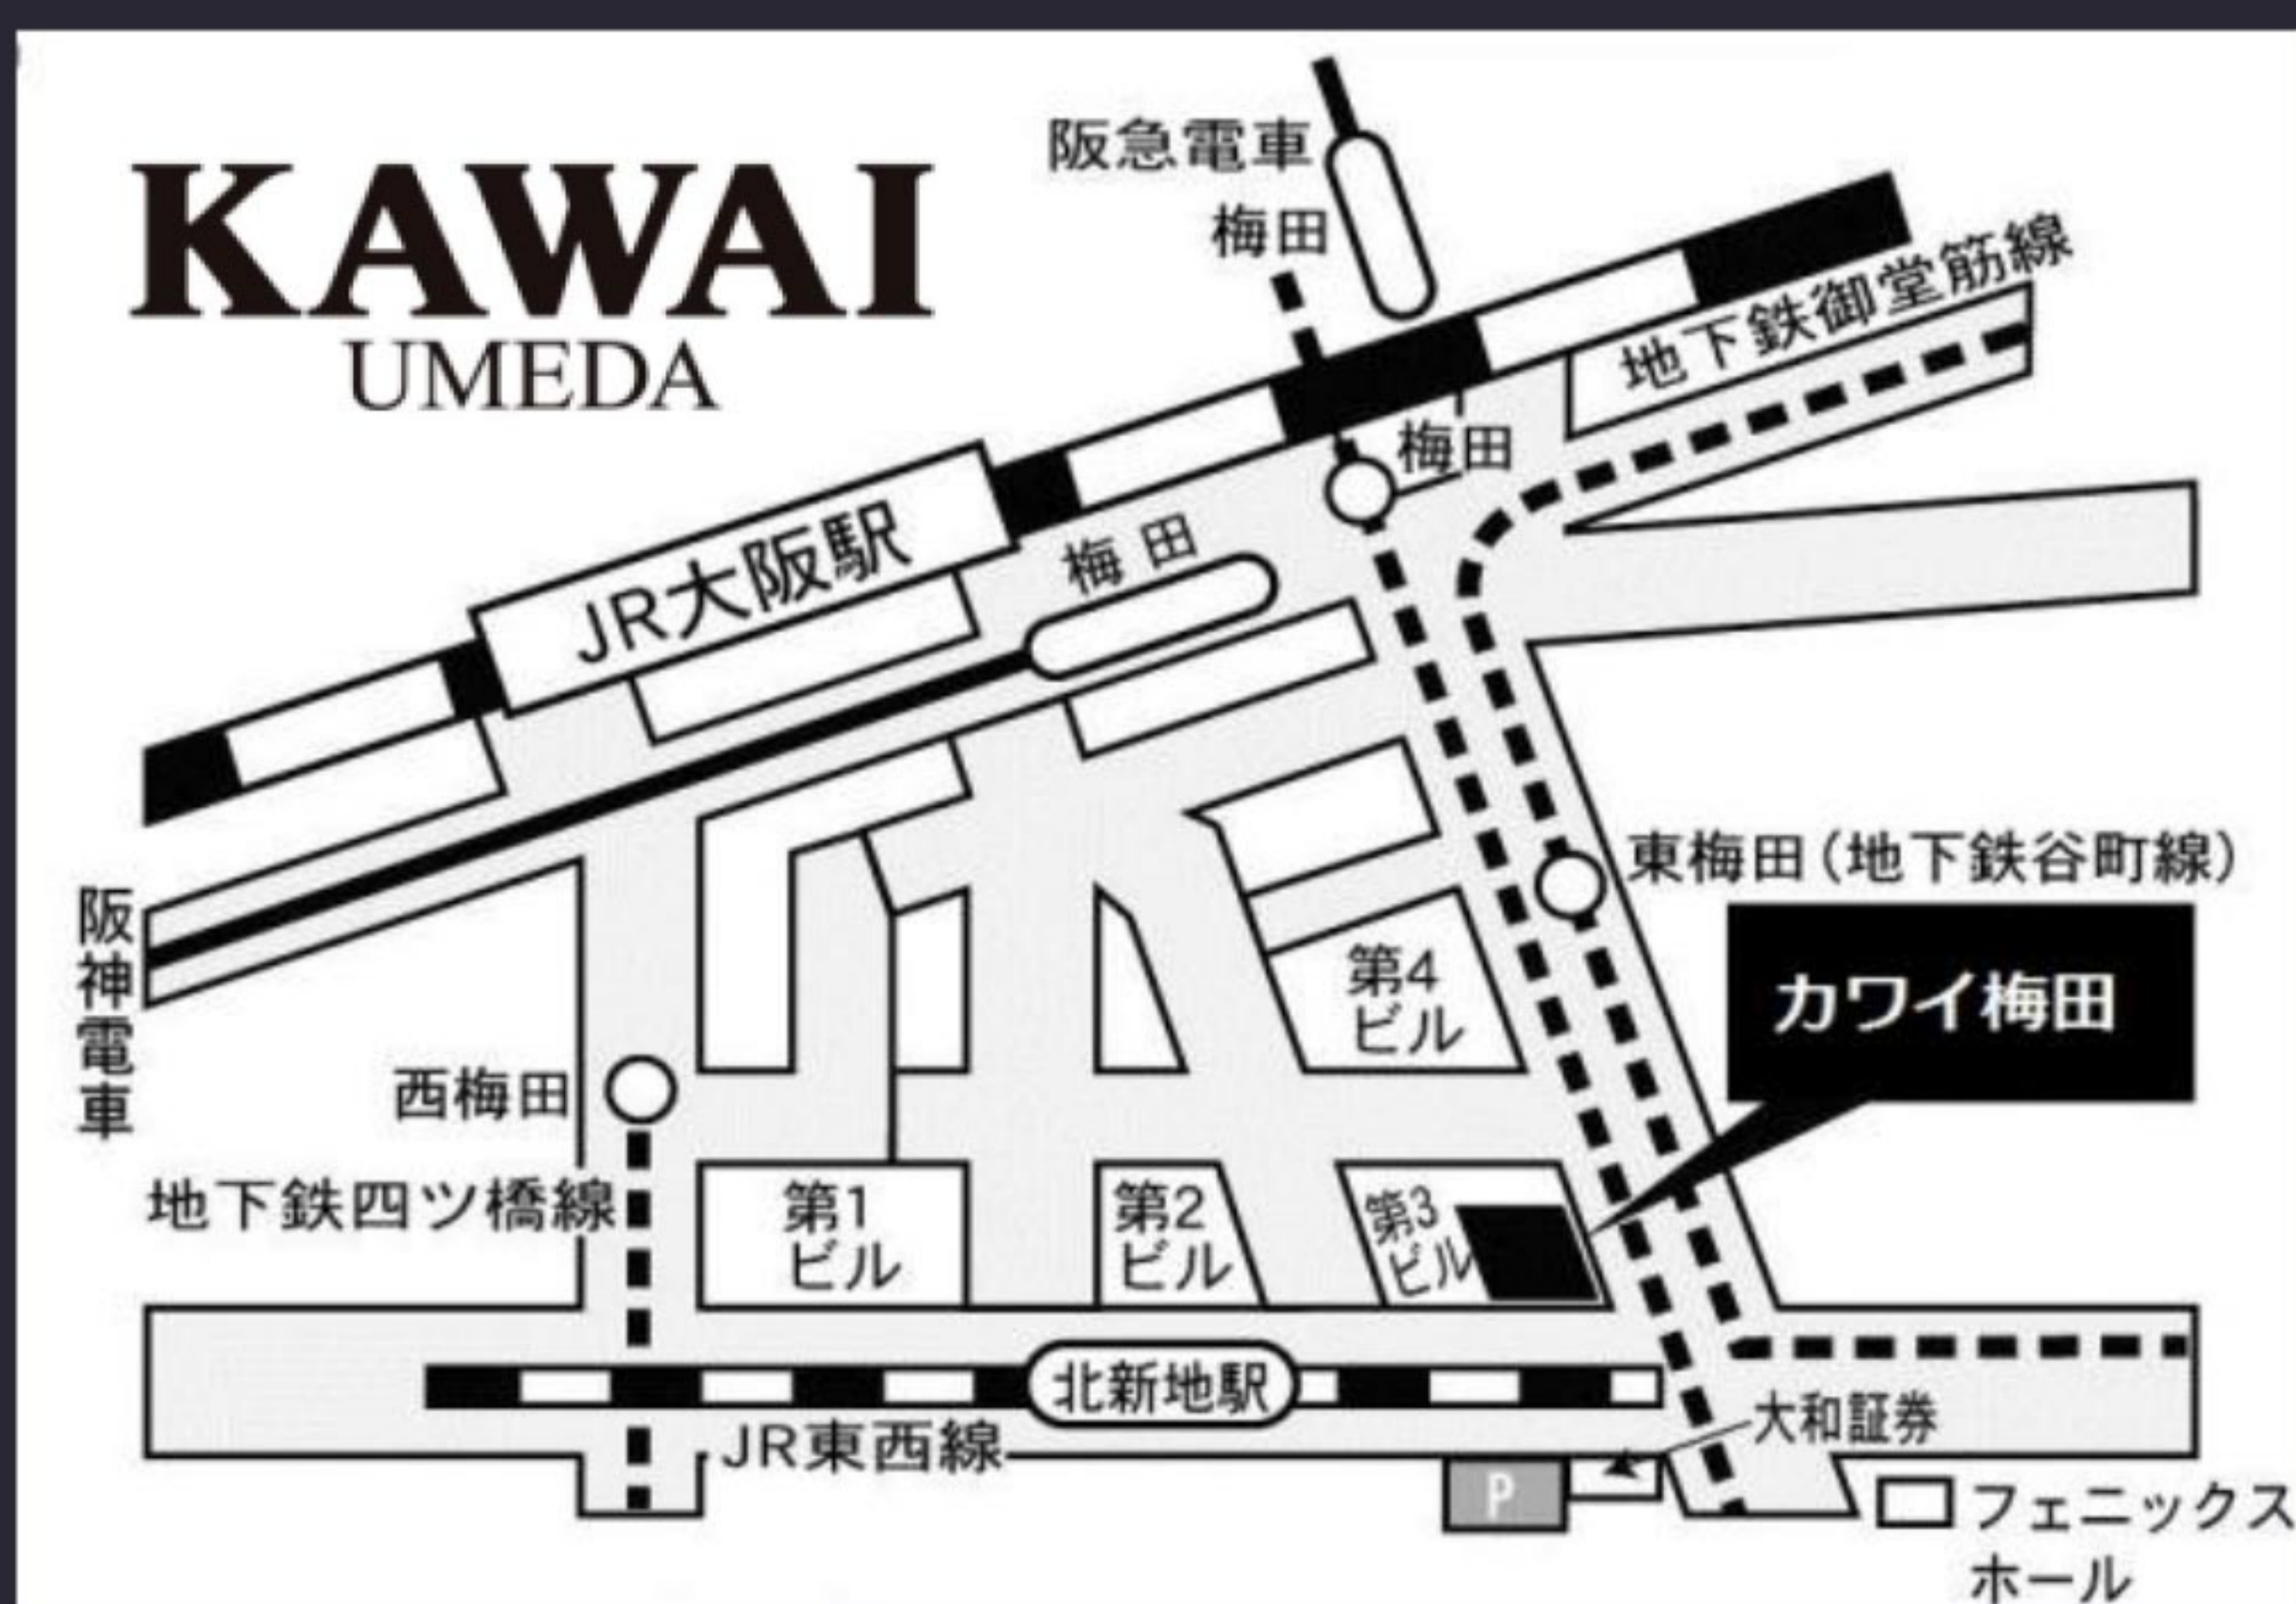 KAWAI
UMEDA
阪急電車
梅田
地下鉄御堂筋線
梅田
JR大阪駅
梅田
阪神電車
東梅田(地下鉄谷町線)
カワイ梅田
第4
ビル
西梅田
地下鉄四ツ橋線
第1
ビル
第2
ビル
第3
ビル
北新地駅
JR東西線
大和証券
P
フェニックス
ホール